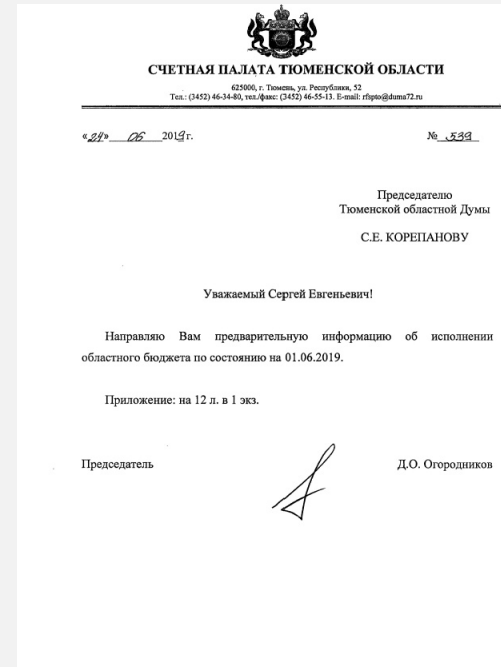 СЧЕТНАЯ ПАЛАТА ТЮМЕНСКОЙ ОБЛАСТИ
625000, г. Тюмень, ул. Республики, 52
Тел.: (3452) 46-34-80, тел./факс: (3452) 46-55-13. E-mail: rfspto@duma72.ru
«24» 06 2019 г.
№ 539
Председателю
Тюменской областной Думы
С.Е. КОРЕПАНОВУ
Уважаемый Сергей Евгеньевич!
Направляю Вам предварительную информацию об исполнении
областного бюджета по состоянию на 01.06.2019.
Приложение: на 12 л. в 1 экз.
Председатель
Д.О. Огородников